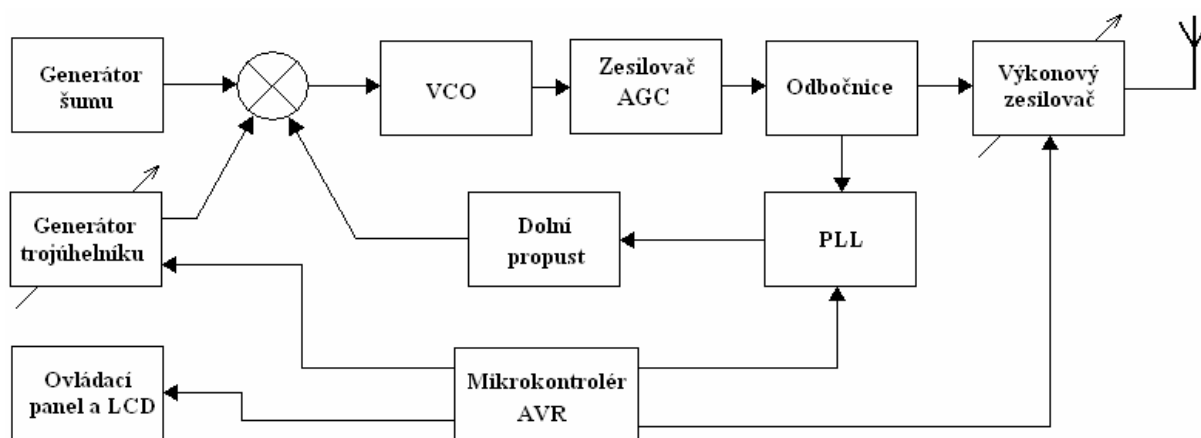 Generátor
šumu
VCO
Zesilovač
AGC
Odbočnice
Výkonový
zesilovač
Generátor
trojúhelníku
Dolní
propust
PLL
Ovládací
panel a LCD
Mikrokontrolér
AVR